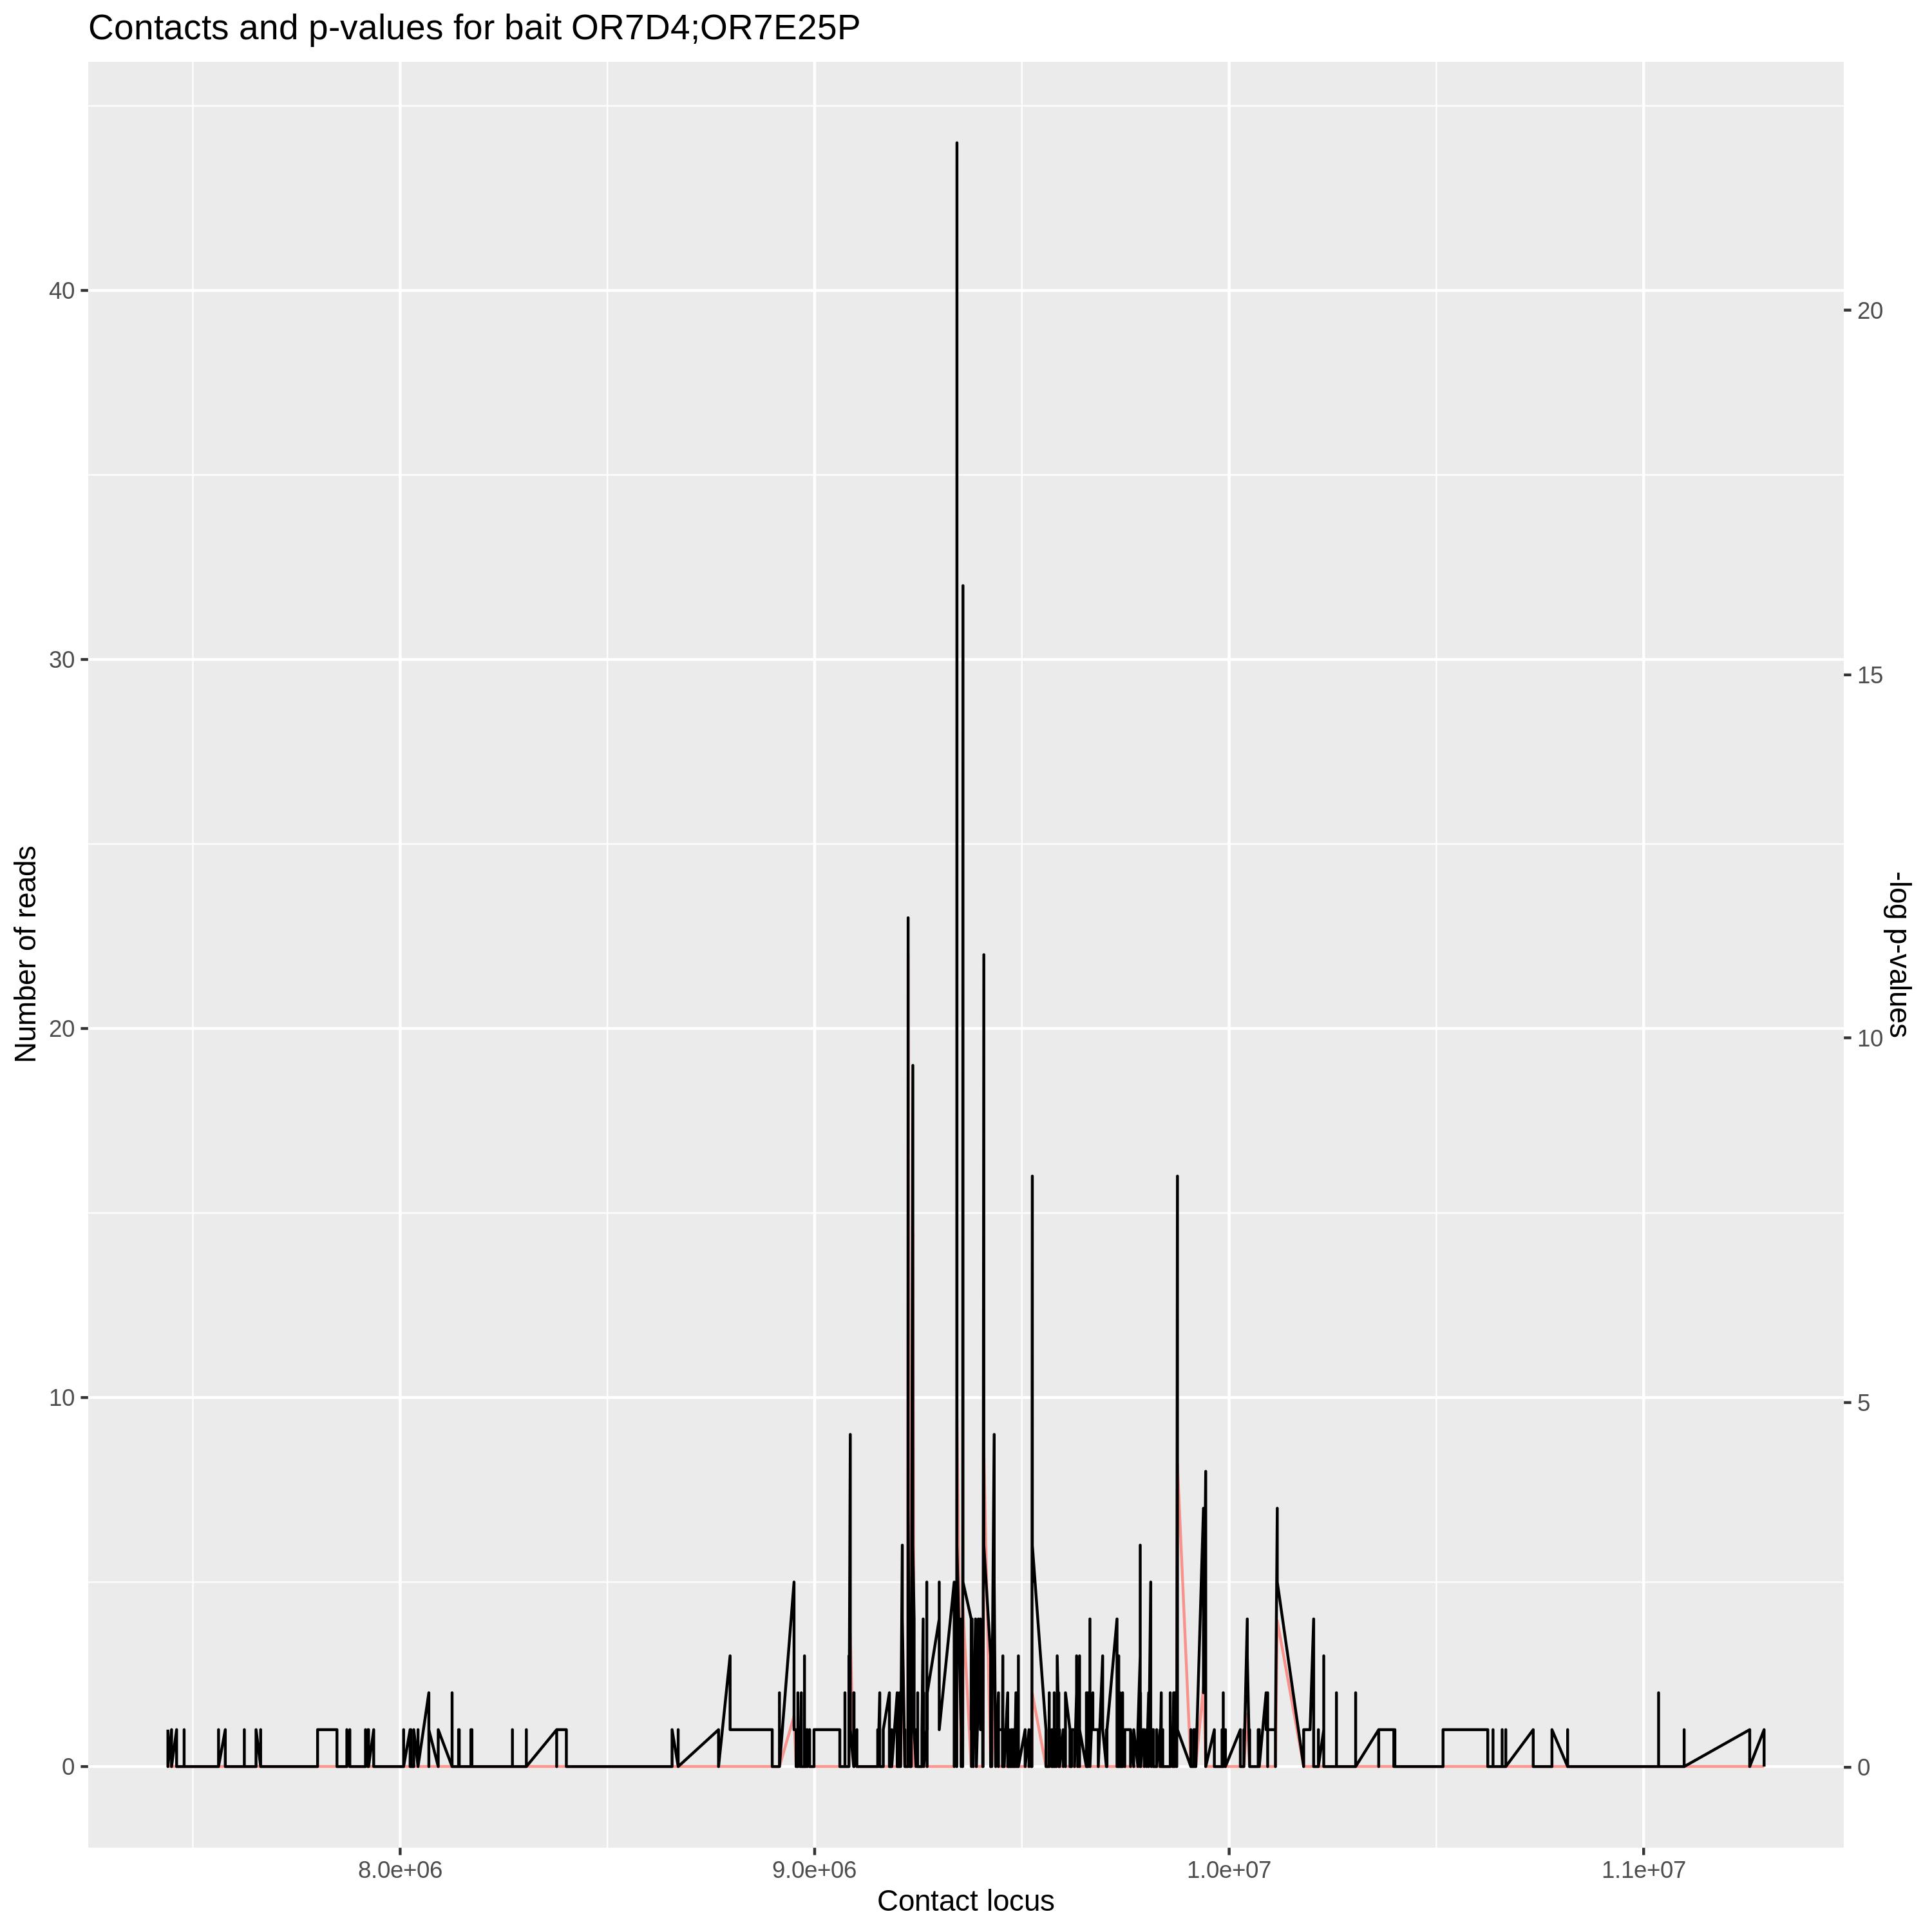 Contacts and p-values for bait OR7D4;OR7E25P
40
30
20
10
0
Number of reads
20
15
10
5
0
-log p-values
8.0e+06
9.0e+06
1.0e+07
1.1e+07
Contact locus